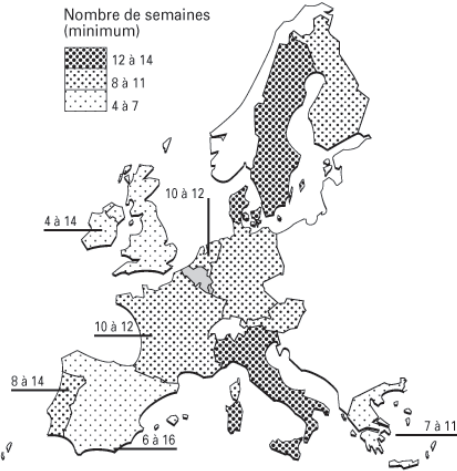 Nombre de semaines
(minimum)
12 à 14
8 à 11
4 à 7
10 à 12
4 à 14
10 à 12
8 à 14
6 à 16
7 à 11